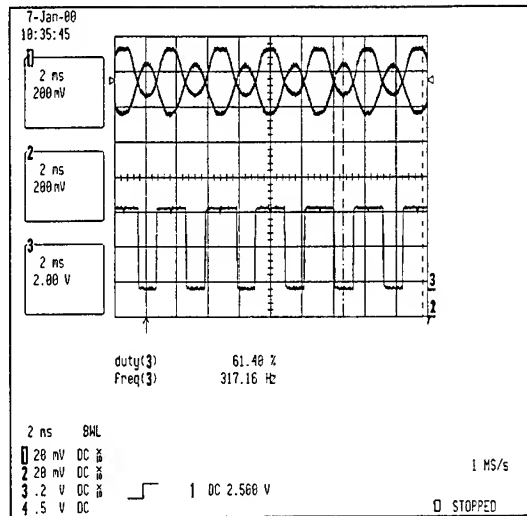 7-Jan-00
10:35:45
1
2 ms
200mV
2
2 ms
200mV
3
2 ms
2.00 V
3
2
duty(3) 61.40 %
Freq(3) 317.16 Hz
2 ms BWL
1 20 mV DC
2 20 mV DC
3 .2 V DC
4 .5 V DC
1 DC 2.500 V
1 MS/s
STOPPED